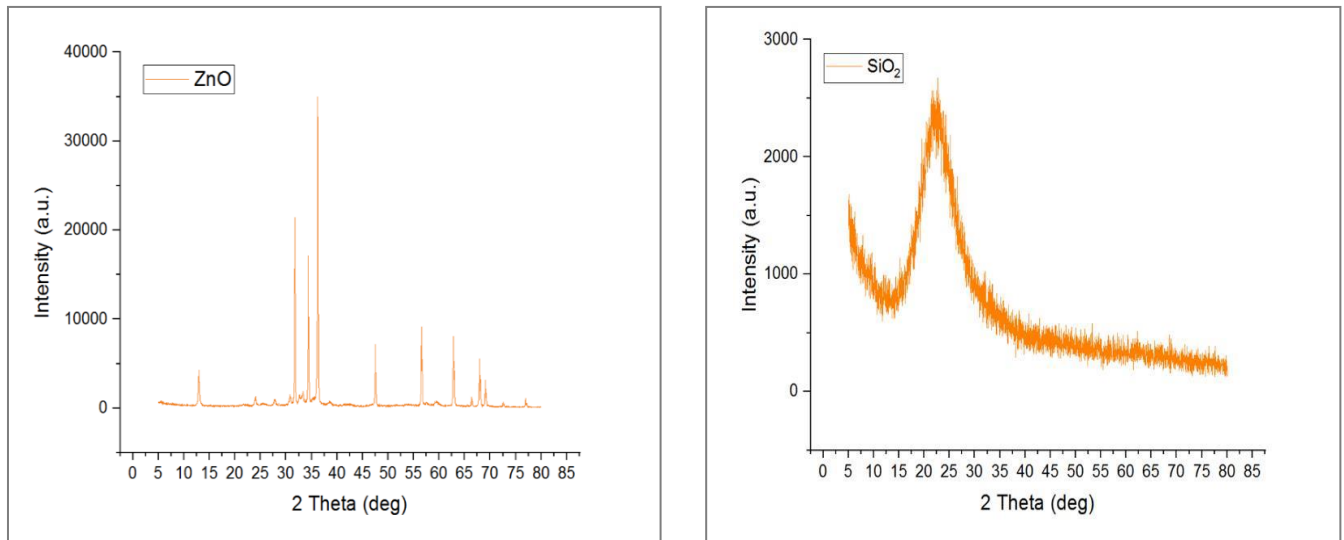 40000
ZnO
30000
20000
10000
0
Intensity (a.u.)
0 5 10 15 20 25 30 35 40 45 50 55 60 65 70 75 80 85
2 Theta (deg)
3000
SiO₂
2000
1000
0
Intensity (a.u.)
0 5 10 15 20 25 30 35 40 45 50 55 60 65 70 75 80 85
2 Theta (deg)